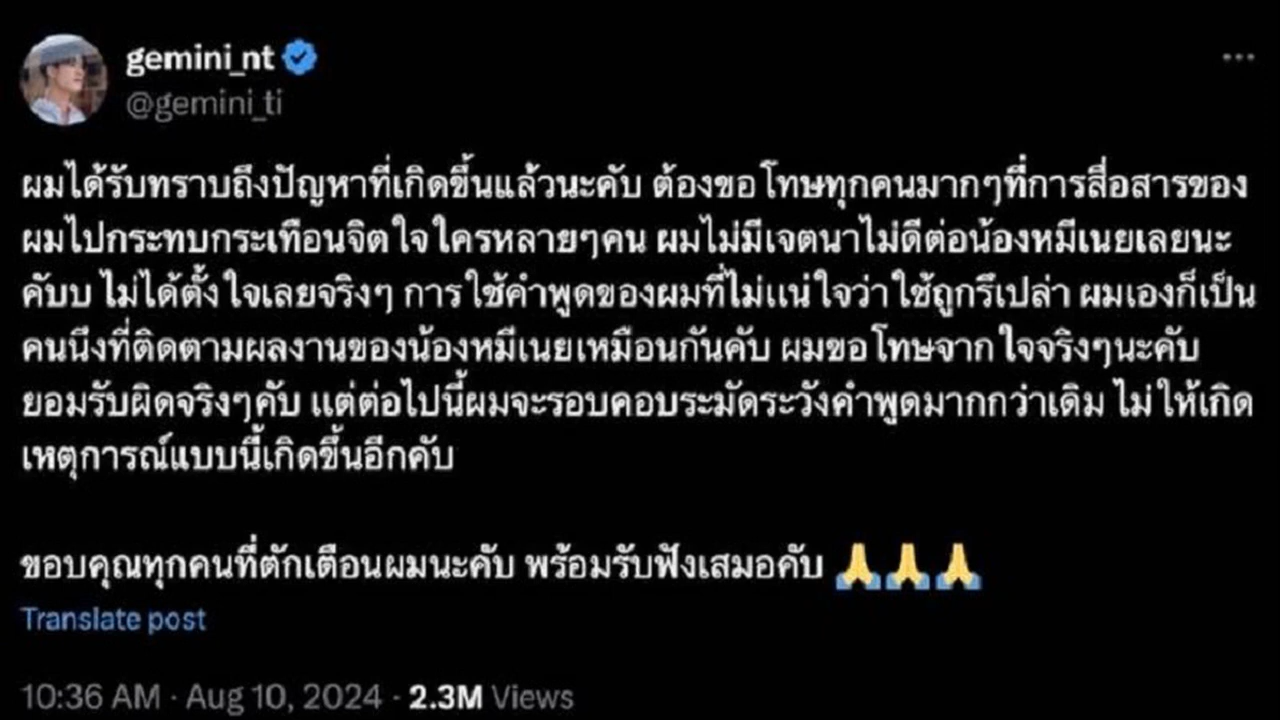 gemini_nt
@gemini_ti
ผมได้รับทราบถึงปัญหาที่เกิดขึ้นแล้วนะคับ ต้องขอโทษทุกคนมากๆที่การสื่อสารของ
ผมไปกระทบกระเทือนจิตใจใครหลายๆคน ผมไม่มีเจตนาไม่ดีต่อน้องหมีเนยเลยนะ
คับบ ไม่ได้ตั้งใจเลยจริงๆ การใช้คำพูดของผมที่ไม่แน่ใจว่าใช้ถูกรึเปล่า ผมเองก็เป็น
คนนึงที่ติดตามผลงานของน้องหมีเนยเหมือนกันคับ ผมขอโทษจากใจจริงๆนะคับ
ยอมรับผิดจริงๆคับ แต่ต่อไปนี้ผมจะรอบคอบระมัดระวังคำพูดมากกว่าเดิม ไม่ให้เกิด
เหตุการณ์แบบนี้เกิดขึ้นอีกคับ
ขอบคุณทุกคนที่ตักเตือนผมนะคับ พร้อมรับฟังเสมอคับ 🙏🙏🙏
Translate post
10:36 AM · Aug 10, 2024 · 2.3M Views